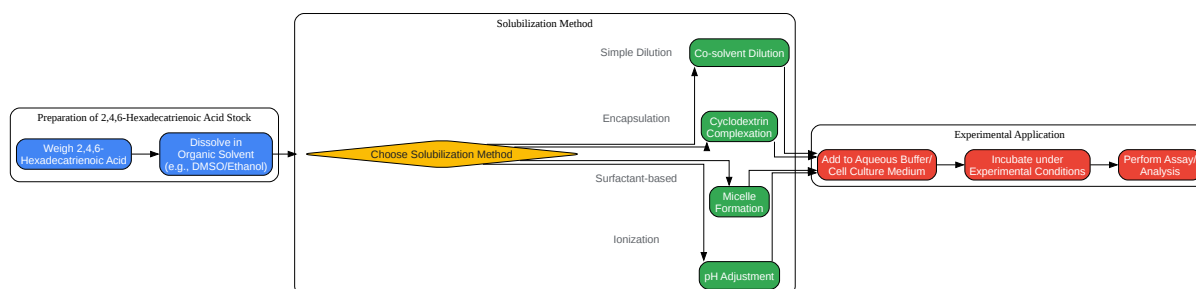 Preparation of 2,4,6-Hexadecatrienoic Acid Stock
Weigh 2,4,6-
Hexadecatrienoic Acid
Dissolve in
Organic Solvent
(e.g., DMSO/Ethanol)
Solubilization Method
Choose Solubilization Method
Simple Dilution
Co-solvent Dilution
Encapsulation
Cyclodextrin
Complexation
Surfactant-based
Micelle
Formation
Ionization
pH Adjustment
Experimental Application
Add to Aqueous Buffer/
Cell Culture Medium
Incubate under
Experimental Conditions
Perform Assay/
Analysis